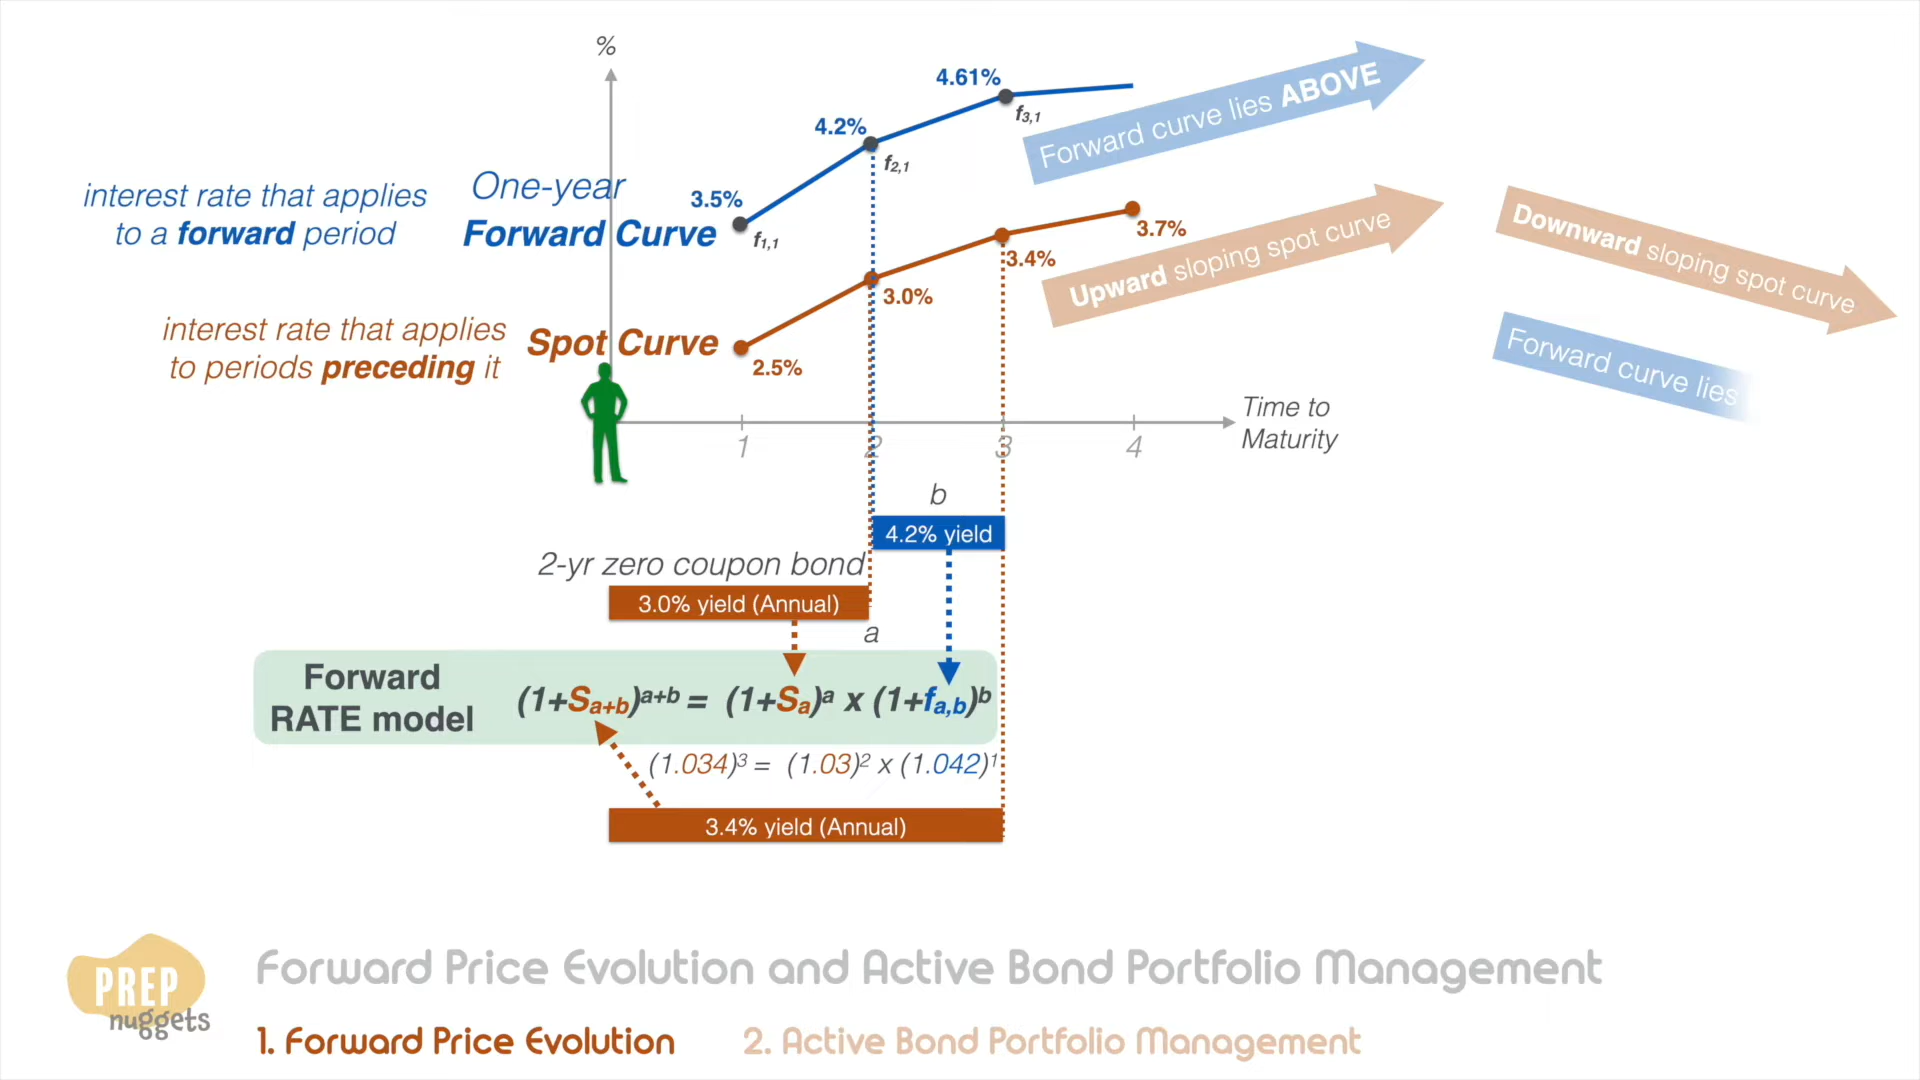 %
4.61%
f3,1
4.2%
f2,1
Forward curve lies ABOVE
interest rate that applies
to a forward period
One-year
Forward Curve
3.5%
f1,1
3.7%
3.4%
3.0%
Upward sloping spot curve
Downward sloping spot curve
Forward curve lies
interest rate that applies
to periods preceding it
Spot Curve
2.5%
Time to
Maturity
1
2
3
4
b
4.2% yield
2-yr zero coupon bond
3.0% yield (Annual)
a
Forward
RATE model
(1+Sa+b)a+b = (1+Sa)a x (1+fa,b)b
(1.034)3 = (1.03)2 x (1.042)1
3.4% yield (Annual)
PREP
nuggets
Forward Price Evolution and Active Bond Portfolio Management
1. Forward Price Evolution
2. Active Bond Portfolio Management